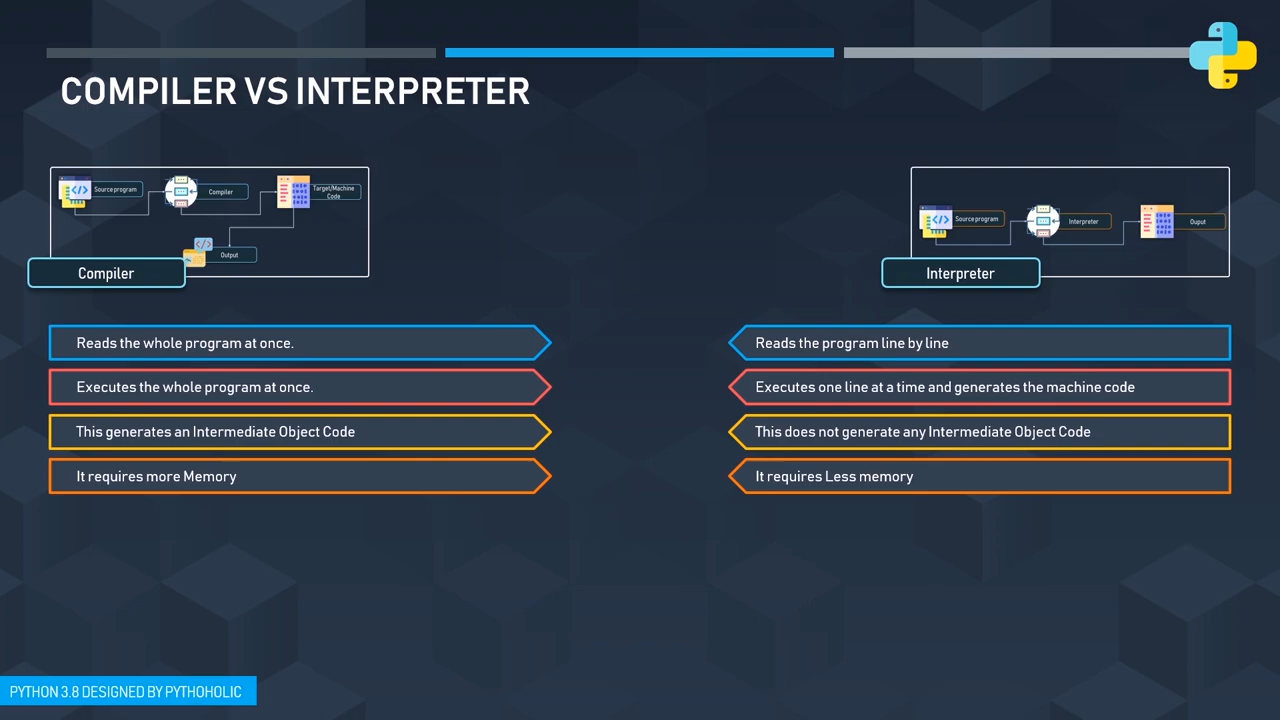 COMPILER VS INTERPRETER
Source program
Compiler
Target/Machine
Code
Output
Compiler
Source program
Interpreter
Ouput
Interpreter
Reads the whole program at once.
Executes the whole program at once.
This generates an Intermediate Object Code
It requires more Memory
Reads the program line by line
Executes one line at a time and generates the machine code
This does not generate any Intermediate Object Code
It requires Less memory
PYTHON 3.8 DESIGNED BY PYTHOHOLIC